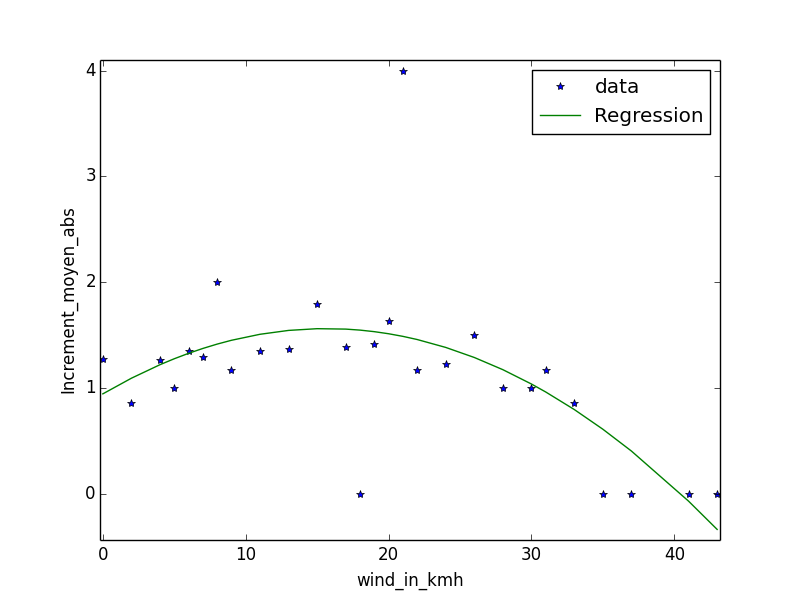 data
Regression
4
3
2
1
0
Increment_moyen_abs
0 10 20 30 40
wind_in_kmh